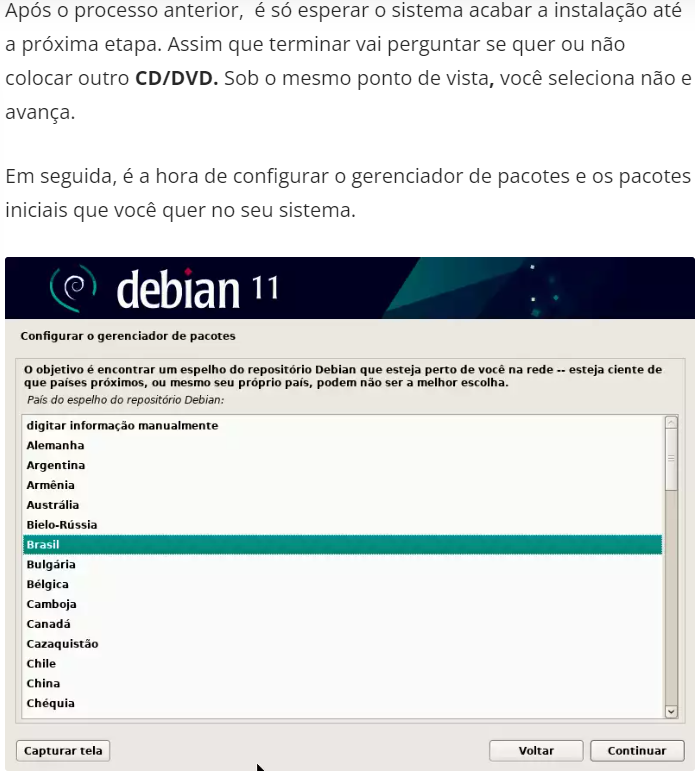 Após o processo anterior,  é só esperar o sistema acabar a instalação até
a próxima etapa. Assim que terminar vai perguntar se quer ou não
colocar outro CD/DVD. Sob o mesmo ponto de vista, você seleciona não e
avança.
Em seguida, é a hora de configurar o gerenciador de pacotes e os pacotes
iniciais que você quer no seu sistema.
debian 11
Configurar o gerenciador de pacotes
O objetivo é encontrar um espelho do repositório Debian que esteja perto de você na rede -- esteja ciente de
que países próximos, ou mesmo seu próprio país, podem não ser a melhor escolha.
País do espelho do repositório Debian:
digitar informação manualmente
Alemanha
Argentina
Armênia
Austrália
Bielo-Rússia
Brasil
Bulgária
Bélgica
Camboja
Canadá
Cazaquistão
Chile
China
Chéquia
Capturar tela
Voltar
Continuar